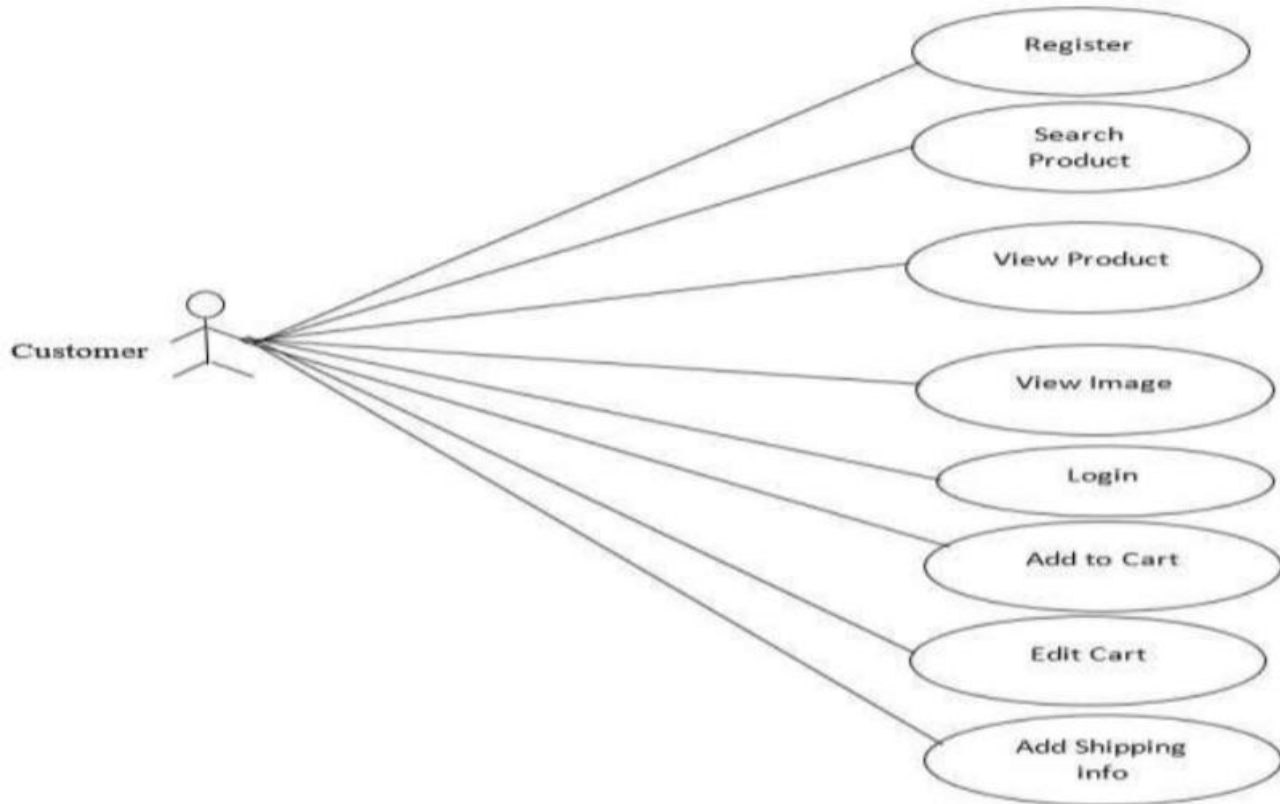 Register
Search
Product
View Product
Customer
View Image
Login
Add to Cart
Edit Cart
Add Shipping
info